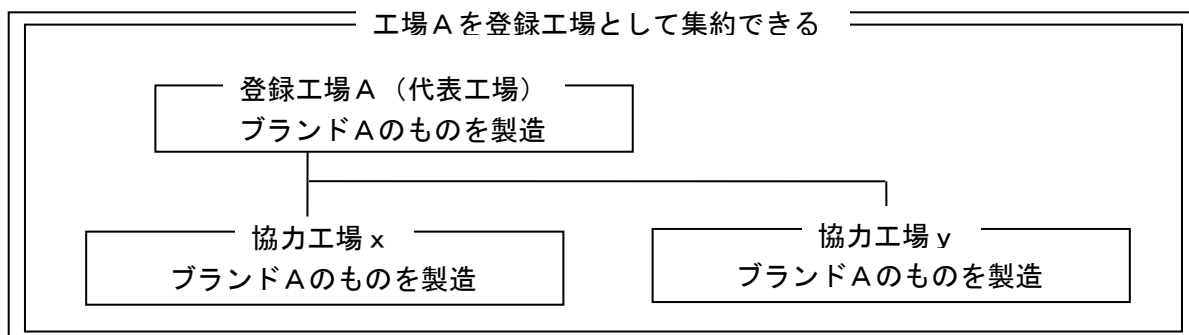 工場Ａを登録工場として集約できる
登録工場Ａ（代表工場）
ブランドＡのものを製造
協力工場ｘ
ブランドＡのものを製造
協力工場ｙ
ブランドＡのものを製造